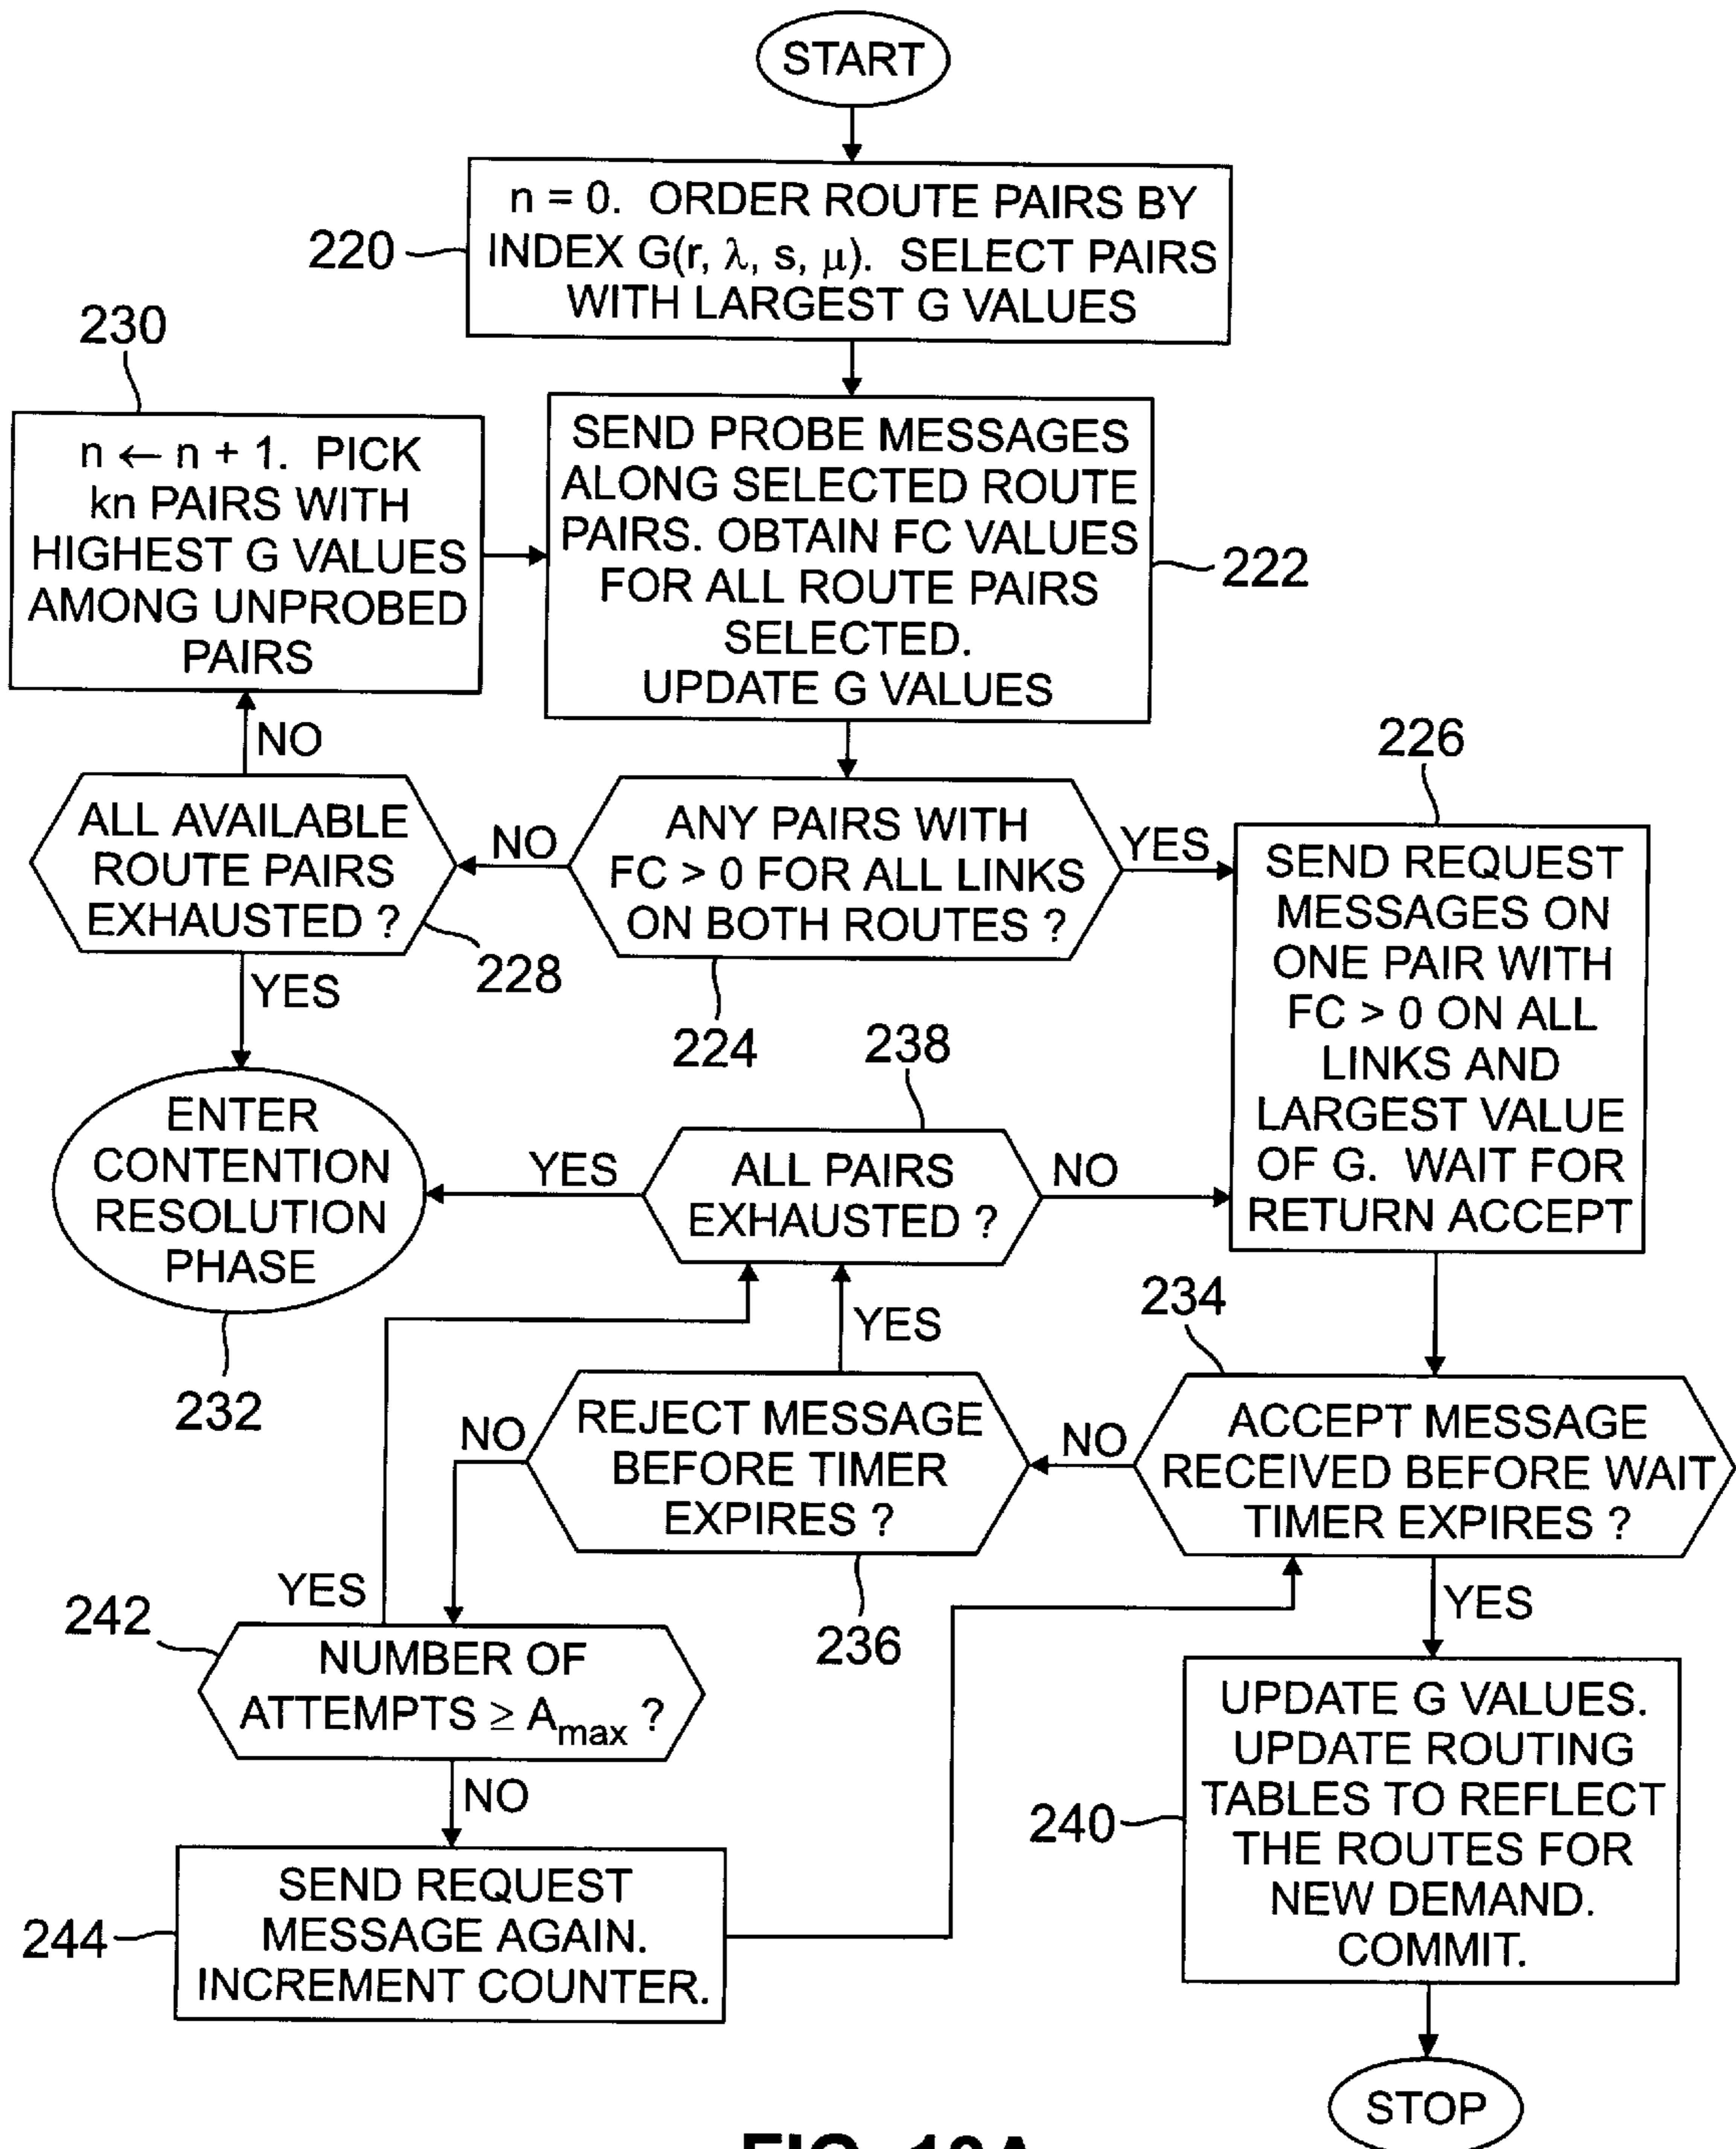 START
n = 0. ORDER ROUTE PAIRS BY
INDEX G(r, λ, s, μ). SELECT PAIRS
WITH LARGEST G VALUES
220
230
n ← n + 1. PICK
kn PAIRS WITH
HIGHEST G VALUES
AMONG UNPROBED
PAIRS
SEND PROBE MESSAGES
ALONG SELECTED ROUTE
PAIRS. OBTAIN FC VALUES
FOR ALL ROUTE PAIRS
SELECTED.
UPDATE G VALUES
222
NO
ALL AVAILABLE
ROUTE PAIRS
EXHAUSTED ?
228
YES
NO
ANY PAIRS WITH
FC > 0 FOR ALL LINKS
ON BOTH ROUTES ?
224
YES
226
SEND REQUEST
MESSAGES ON
ONE PAIR WITH
FC > 0 ON ALL
LINKS AND
LARGEST VALUE
OF G. WAIT FOR
RETURN ACCEPT
ENTER
CONTENTION
RESOLUTION
PHASE
232
YES
238
ALL PAIRS
EXHAUSTED ?
NO
YES
234
ACCEPT MESSAGE
RECEIVED BEFORE WAIT
TIMER EXPIRES ?
NO
REJECT MESSAGE
BEFORE TIMER
EXPIRES ?
236
NO
YES
YES
242
NUMBER OF
ATTEMPTS ≥ Amax ?
NO
SEND REQUEST
MESSAGE AGAIN.
INCREMENT COUNTER.
244
UPDATE G VALUES.
UPDATE ROUTING
TABLES TO REFLECT
THE ROUTES FOR
NEW DEMAND.
COMMIT.
240
STOP